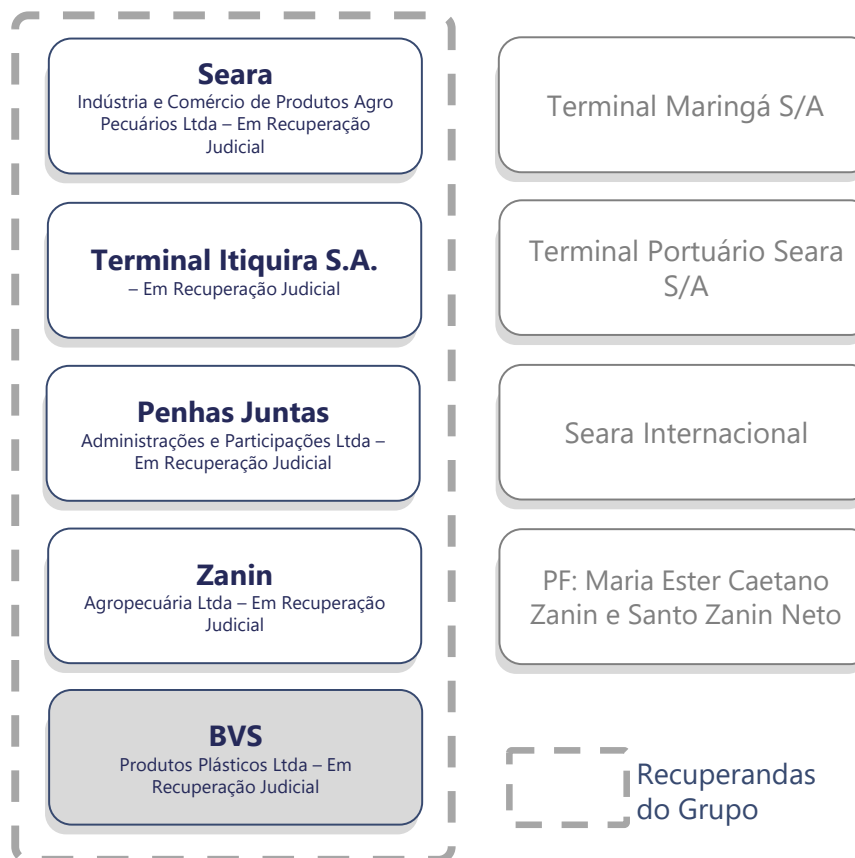 Seara
Indústria e Comércio de Produtos Agro
Pecuários Ltda – Em Recuperação
Judicial
Terminal Itiquira S.A.
– Em Recuperação Judicial
Penhas Juntas
Administrações e Participações Ltda –
Em Recuperação Judicial
Zanin
Agropecuária Ltda – Em Recuperação
Judicial
BVS
Produtos Plásticos Ltda – Em
Recuperação Judicial
Terminal Maringá S/A
Terminal Portuário Seara
S/A
Seara Internacional
PF: Maria Ester Caetano
Zanin e Santo Zanin Neto
Recuperandas
do Grupo